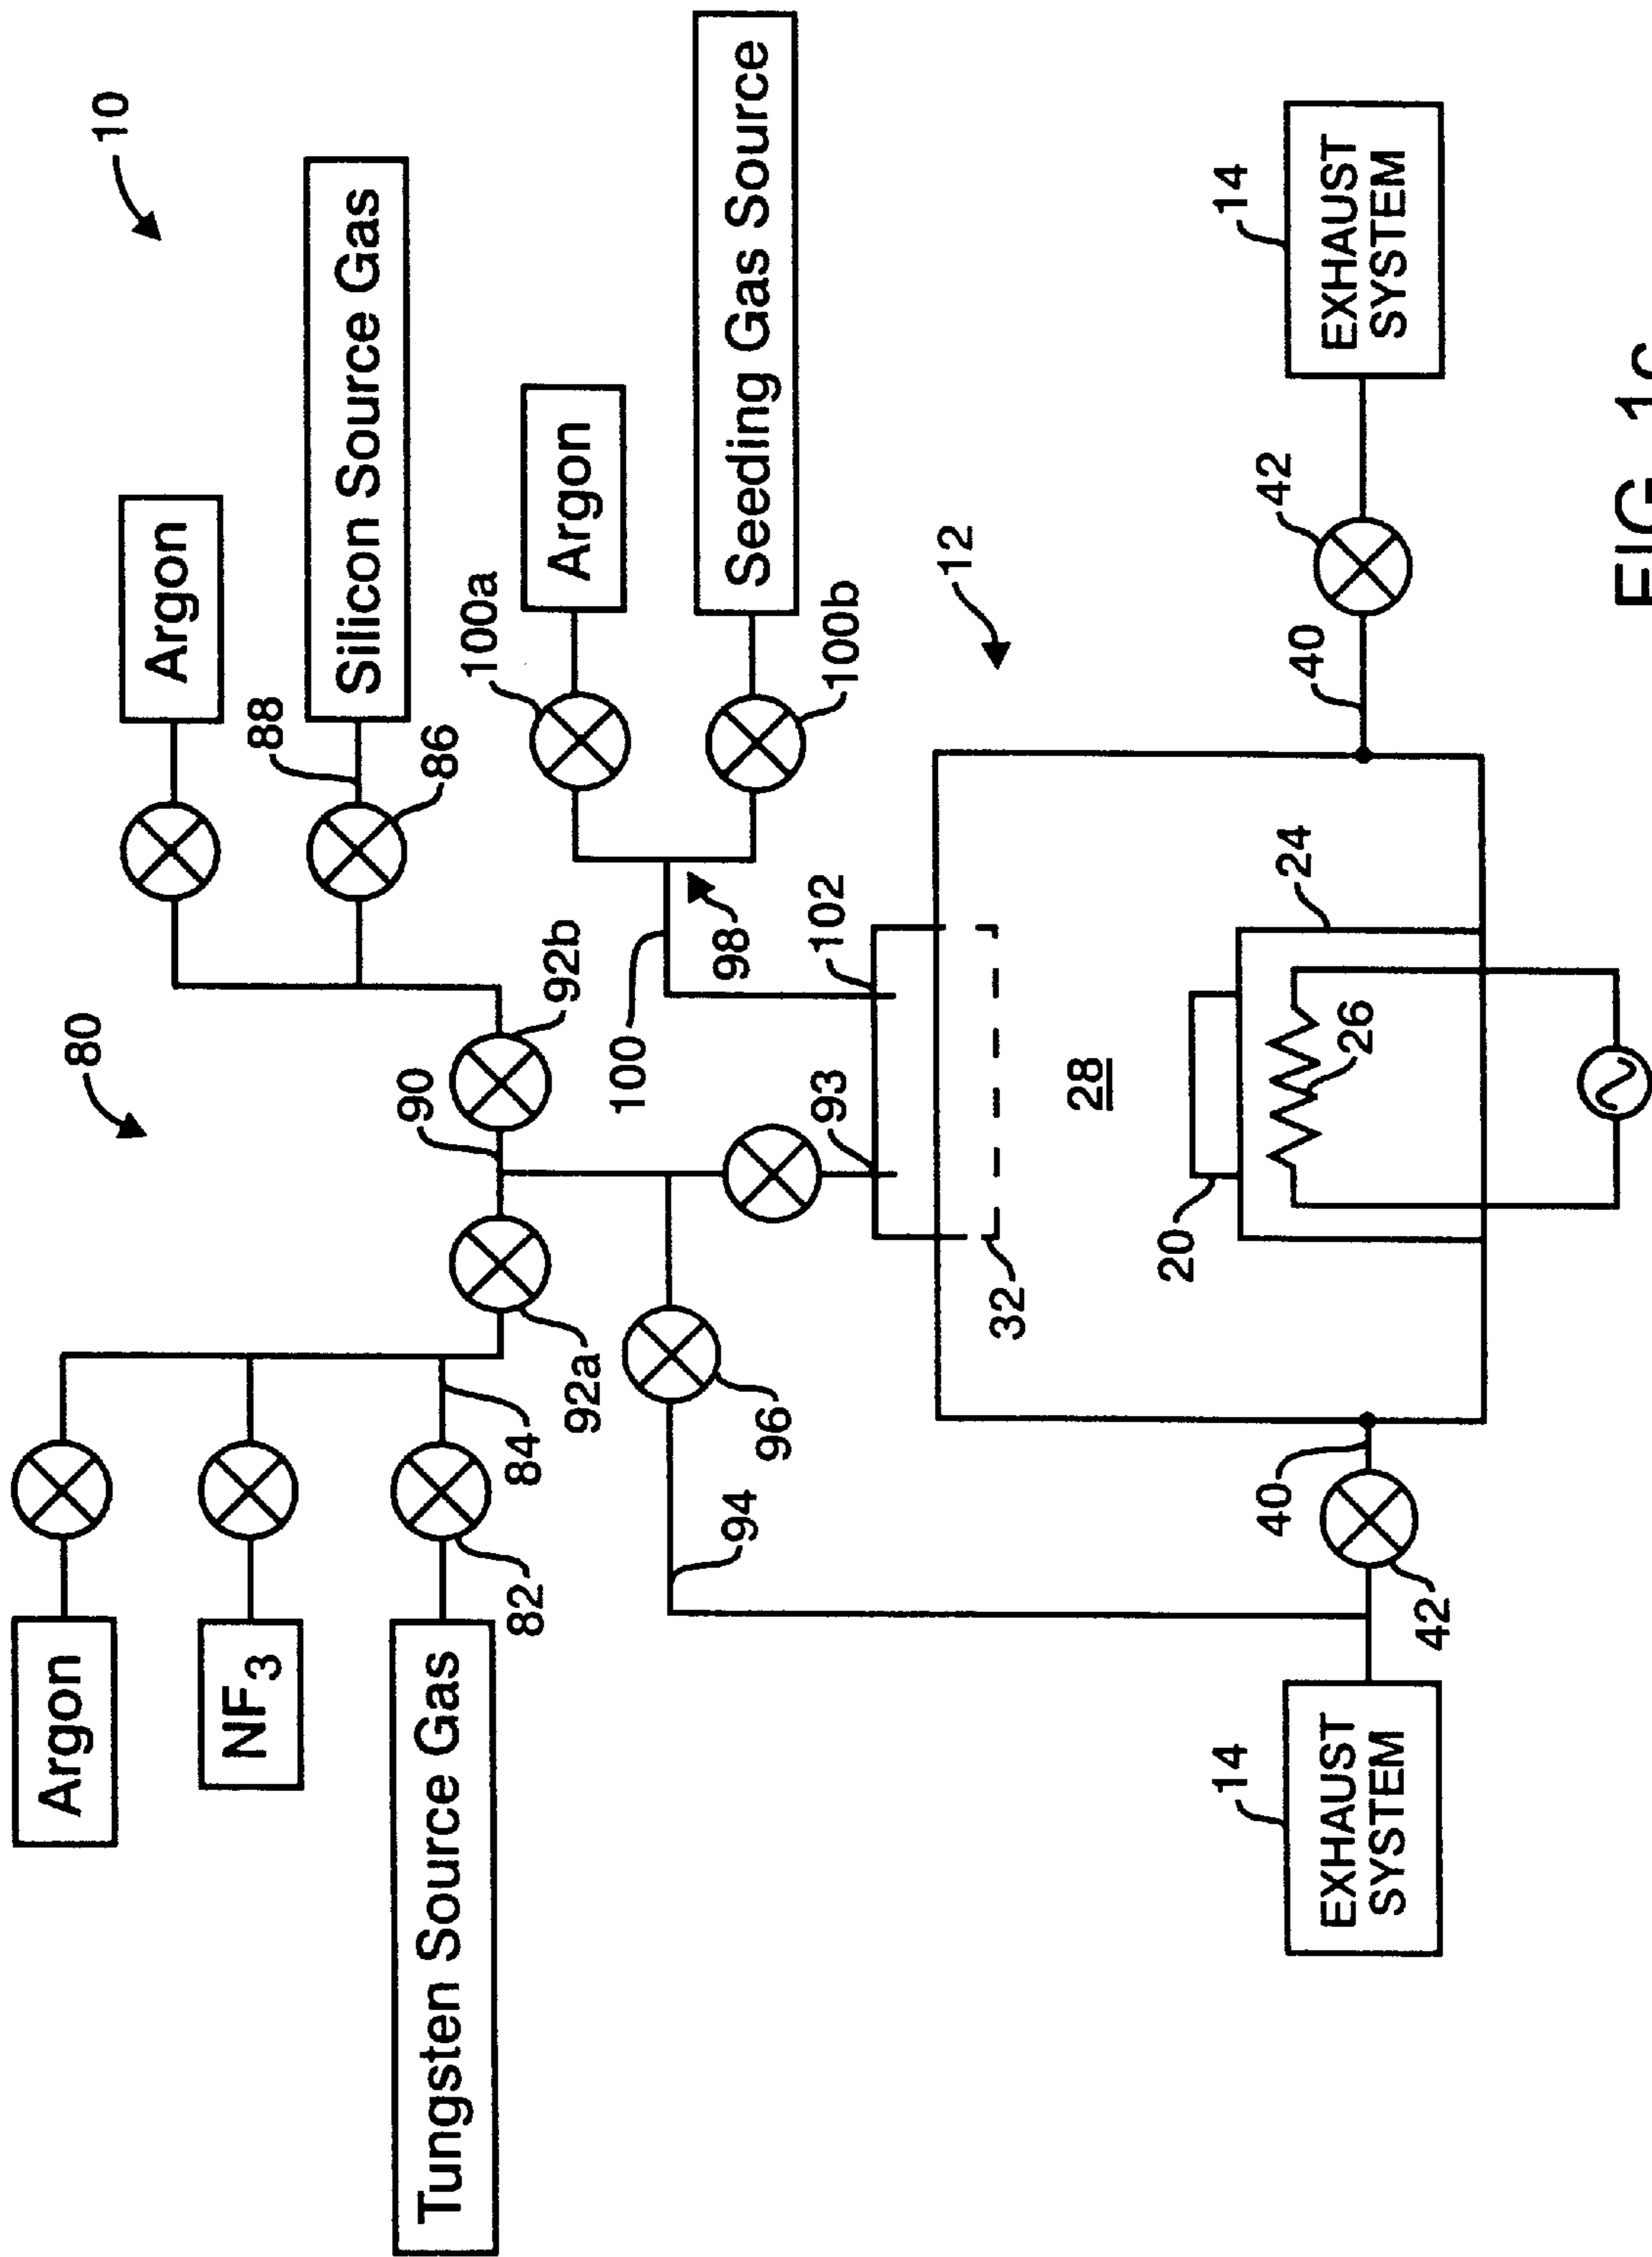 10
80
Argon
Argon
NF3
Silicon Source Gas
88
86
Tungsten Source Gas
82
84
90
92a
92b
100a
Argon
Seeding Gas Source
100b
98
100
102
93
96
94
12
32
28
20
24
26
40
42
14
EXHAUST
SYSTEM
40
42
14
EXHAUST
SYSTEM